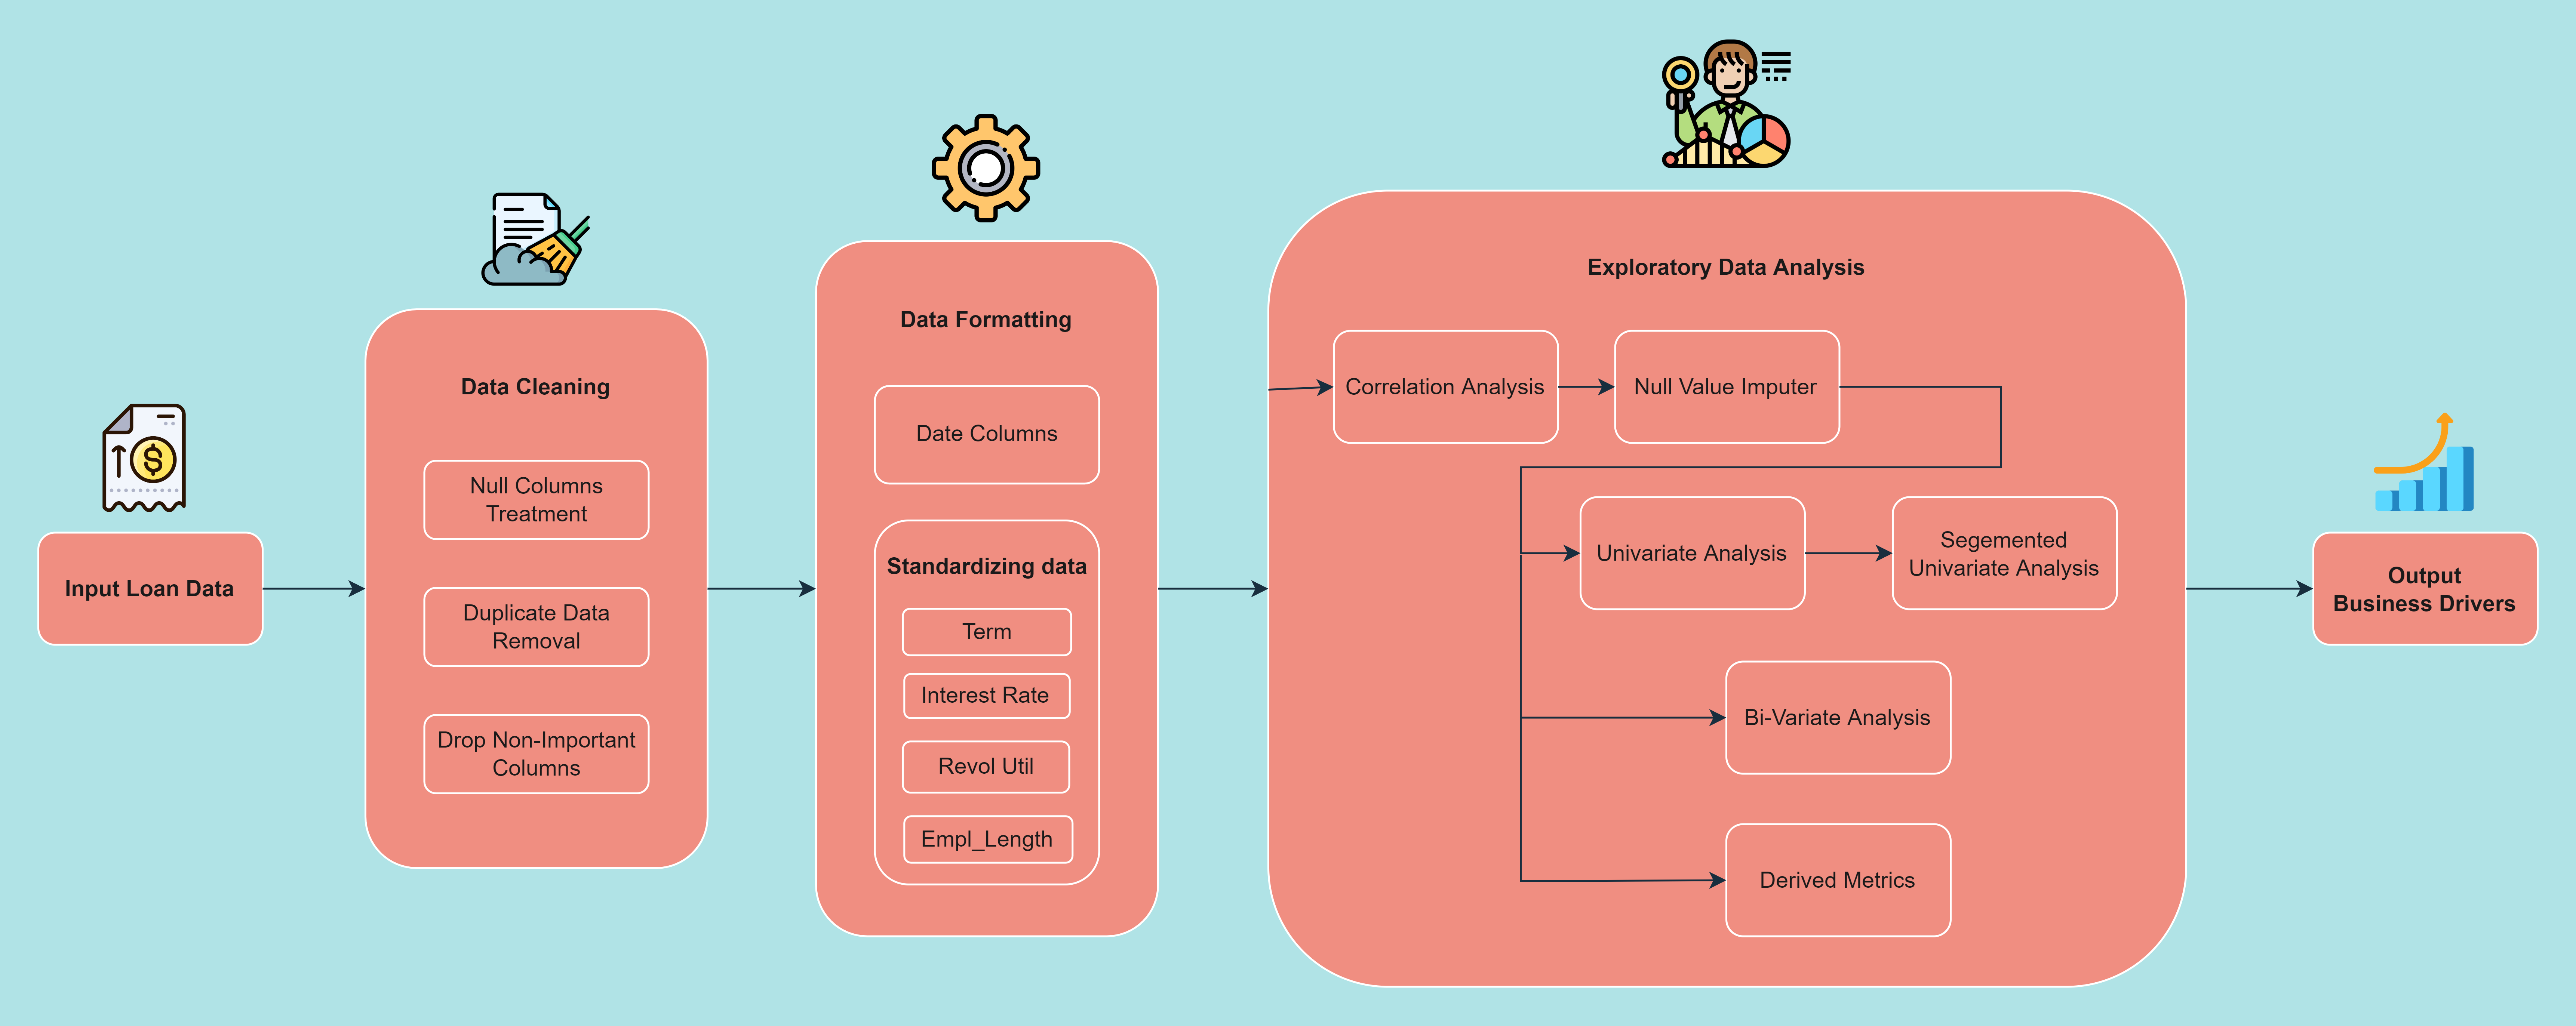 Input Loan Data
Data Cleaning
Null Columns
Treatment
Duplicate Data
Removal
Drop Non-Important
Columns
Data Formatting
Date Columns
Standardizing data
Term
Interest Rate
Revol Util
Empl_Length
Exploratory Data Analysis
Correlation Analysis
Null Value Imputer
Univariate Analysis
Segemented
Univariate Analysis
Bi-Variate Analysis
Derived Metrics
Output
Business Drivers